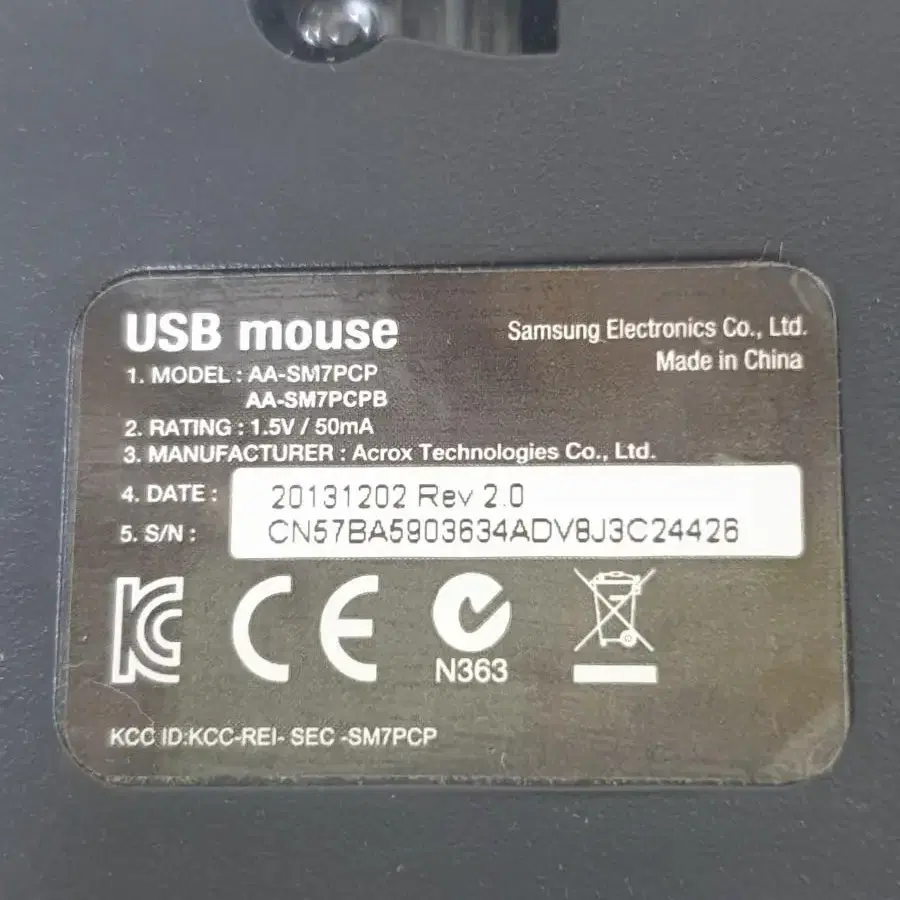 USB mouse
Samsung Electronics Co., Ltd.
Made in China
1. MODEL : AA-SM7PCP
AA-SM7PCPB
2. RATING : 1.5V / 50mA
3. MANUFACTURER : Acrox Technologies Co., Ltd.
4. DATE : 20131202 Rev 2.0
5. S/N : CN57BA5903634ADV8J3C24426
KC CE
N363
KCC ID:KCC-REI- SEC -SM7PCP